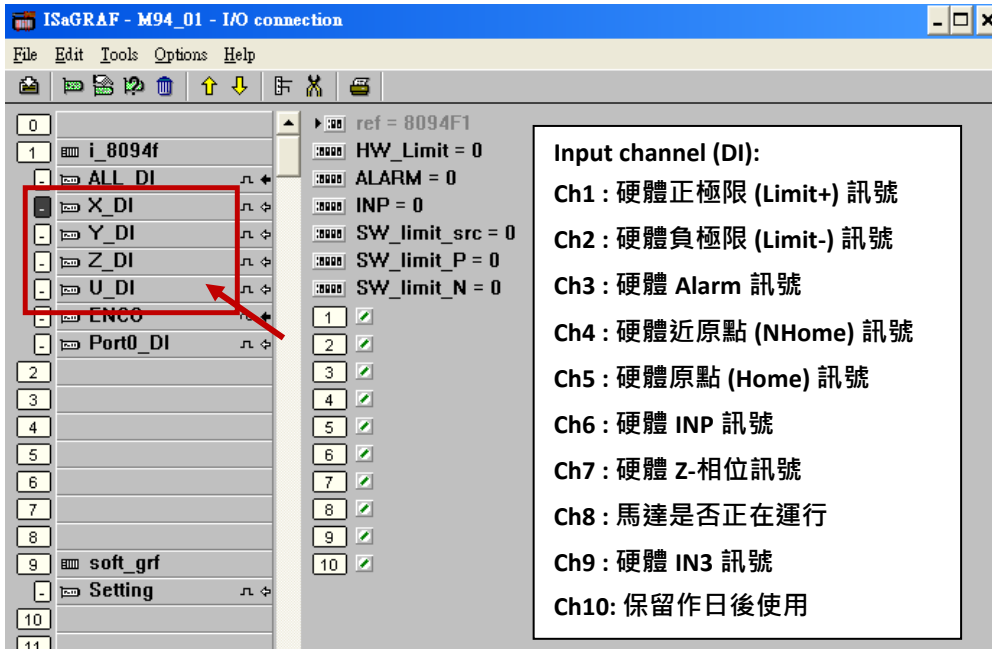 ISaGRAF - M94_01 - I/O connection
File Edit Tools Options Help
0
1 i_8094f
ALL_DI
X_DI
Y_DI
Z_DI
U_DI
ENCO
Port0_DI
2
3
4
5
6
7
8
9 soft_grf
Setting
10
11
ref = 8094F1
HW_Limit = 0
ALARM = 0
INP = 0
SW_limit_src = 0
SW_limit_P = 0
SW_limit_N = 0
1
2
3
4
5
6
7
8
9
10
Input channel (DI):
Ch1 : 硬體正極限 (Limit+) 訊號
Ch2 : 硬體負極限 (Limit-) 訊號
Ch3 : 硬體 Alarm 訊號
Ch4 : 硬體近原點 (NHome) 訊號
Ch5 : 硬體原點 (Home) 訊號
Ch6 : 硬體 INP 訊號
Ch7 : 硬體 Z-相位訊號
Ch8 : 馬達是否正在運行
Ch9 : 硬體 IN3 訊號
Ch10: 保留作日後使用